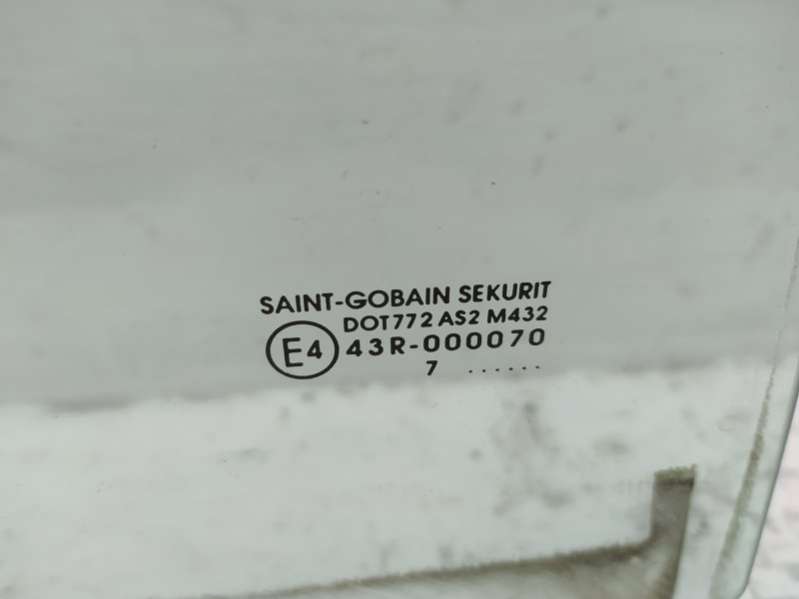 SAINT-GOBAIN SEKURIT
DOT772 AS2 M432
E4 43R-000070
7 ......